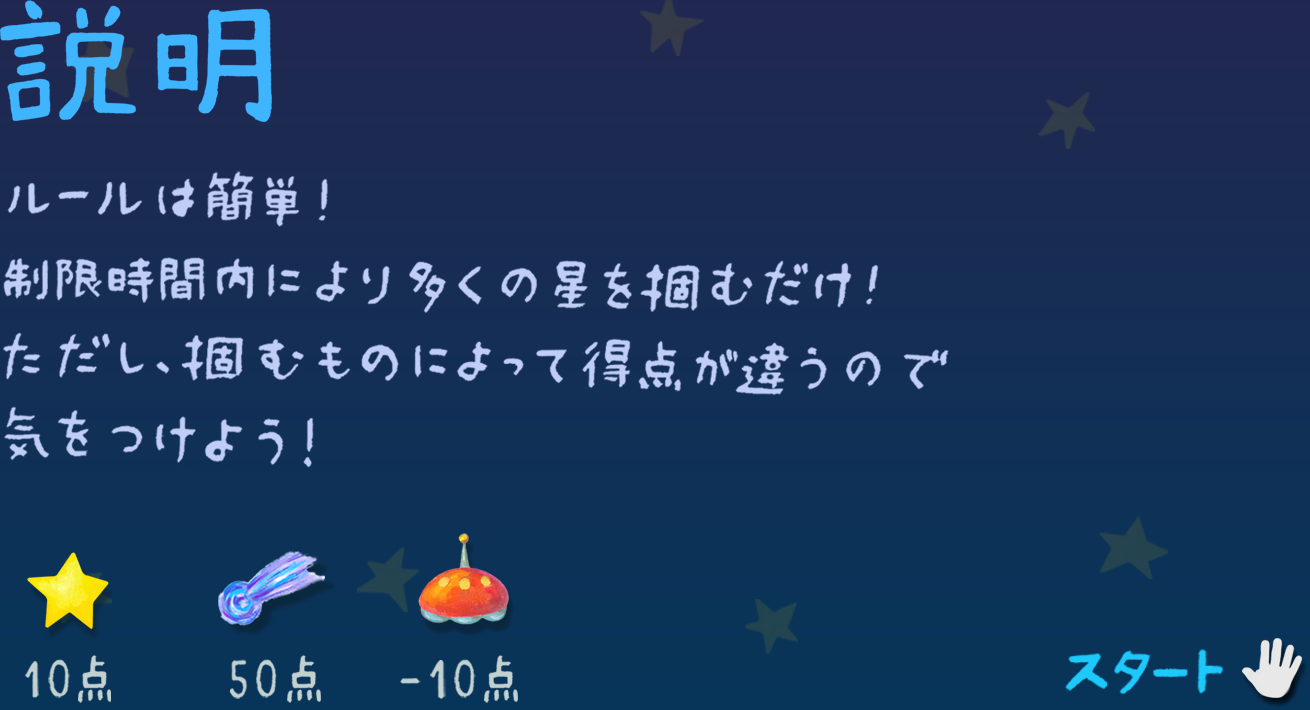 説明
ルールは簡単！
制限時間内により多くの星を掴むだけ！
ただし、掴むものによって得点が違うので
気をつけよう！
10点 50点 -10点
スタート